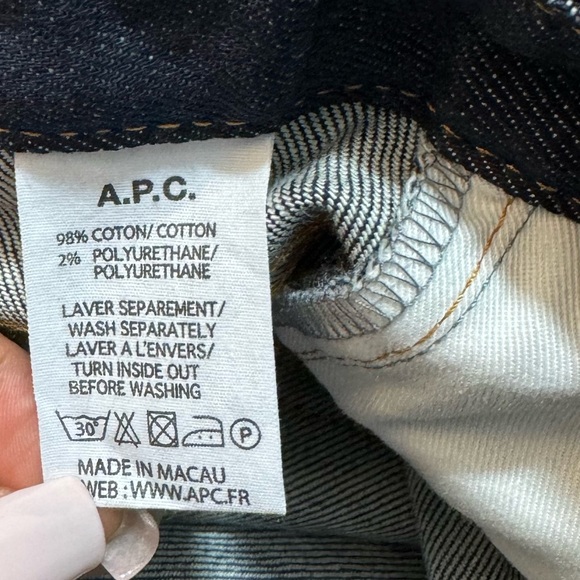 A.P.C.
98% COTON/ COTTON
2% POLYURETHANE/
POLYURETHANE
LAVER SEPAREMENT/
WASH SEPARATELY
LAVER A L'ENVERS/
TURN INSIDE OUT
BEFORE WASHING
30° P
MADE IN MACAU
WEB : WWW.APC.FR